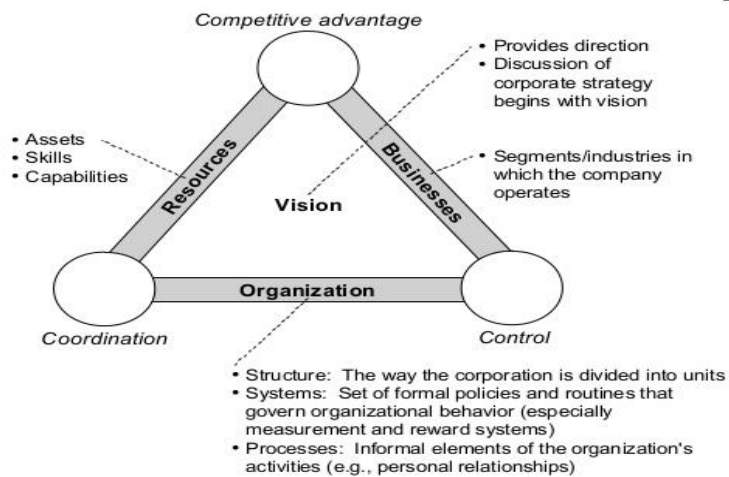 Competitive advantage
• Provides direction
• Discussion of
corporate strategy
begins with vision
• Assets
• Skills
• Capabilities
Resources
Businesses
• Segments/industries in
which the company
operates
Vision
Organization
Coordination
Control
• Structure: The way the corporation is divided into units
• Systems: Set of formal policies and routines that
govern organizational behavior (especially
measurement and reward systems)
• Processes: Informal elements of the organization's
activities (e.g., personal relationships)